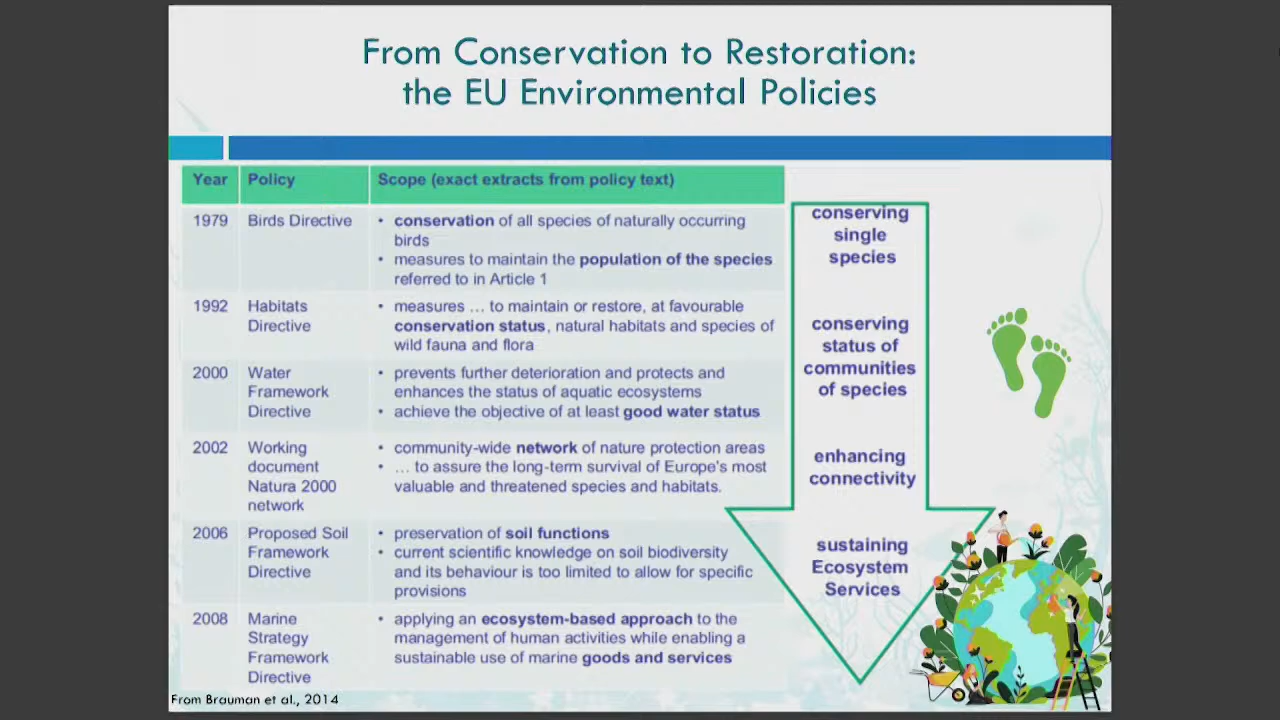 From Conservation to Restoration:
the EU Environmental Policies
Year Policy Scope (exact extracts from policy text)
1979 Birds Directive • conservation of all species of naturally occurring
birds
• measures to maintain the population of the species
referred to in Article 1
1992 Habitats • measures … to maintain or restore, at favourable
Directive conservation status, natural habitats and species of
wild fauna and flora
2000 Water • prevents further deterioration and protects and
Framework enhances the status of aquatic ecosystems
Directive • achieve the objective of at least good water status
2002 Working • community-wide network of nature protection areas
document • … to assure the long-term survival of Europe's most
Natura 2000 valuable and threatened species and habitats.
network
2006 Proposed Soil • preservation of soil functions
Framework • current scientific knowledge on soil biodiversity
Directive and its behaviour is too limited to allow for specific
provisions
2008 Marine • applying an ecosystem-based approach to the
Strategy management of human activities while enabling a
Framework sustainable use of marine goods and services
Directive
conserving
single
species
conserving
status of
communities
of species
enhancing
connectivity
sustaining
Ecosystem
Services
From Brauman et al., 2014